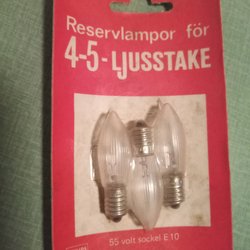 Reservlampor för
4-5-LJUSSTAKE
55 volt sockel E 10